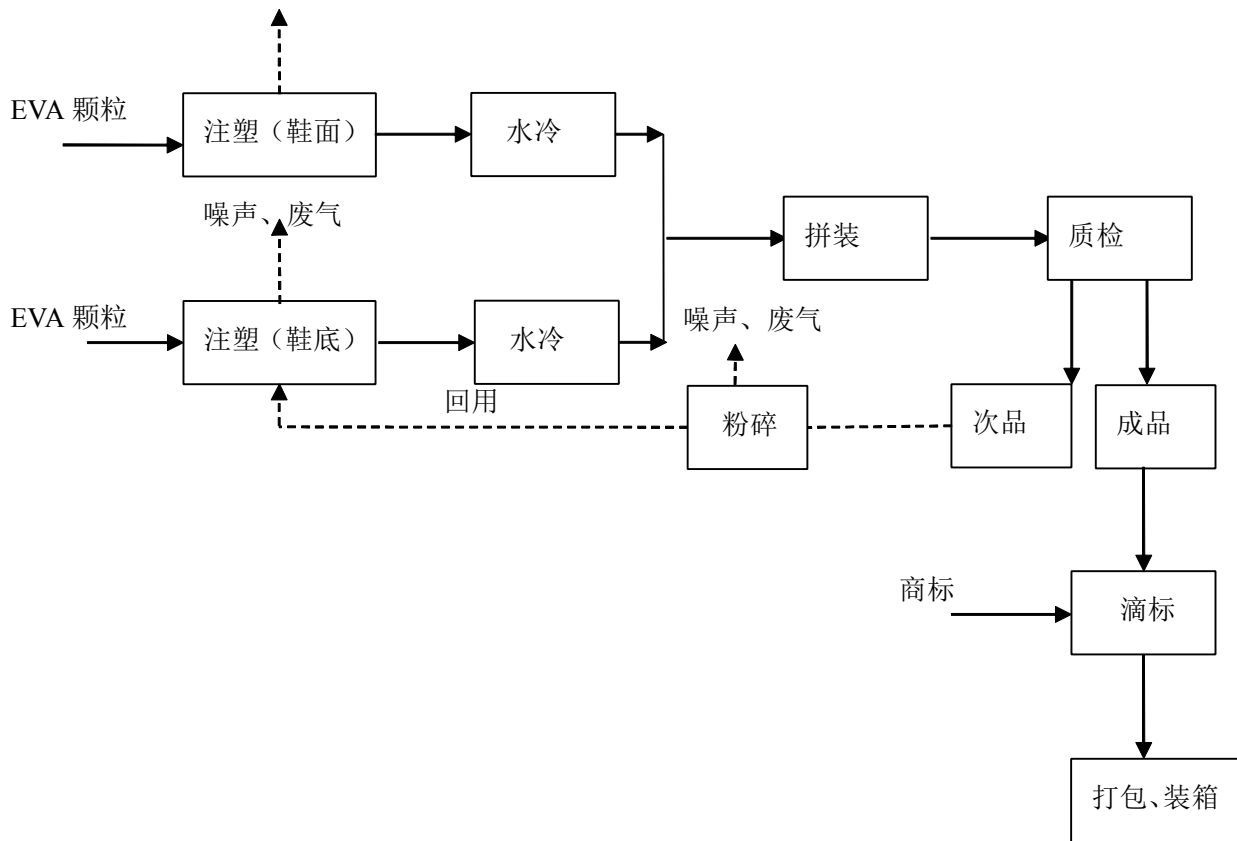 EVA 颗粒
注塑（鞋面）
水冷
噪声、废气
拼装
质检
EVA 颗粒
注塑（鞋底）
水冷
噪声、废气
回用
粉碎
次品
成品
商标
滴标
打包、装箱